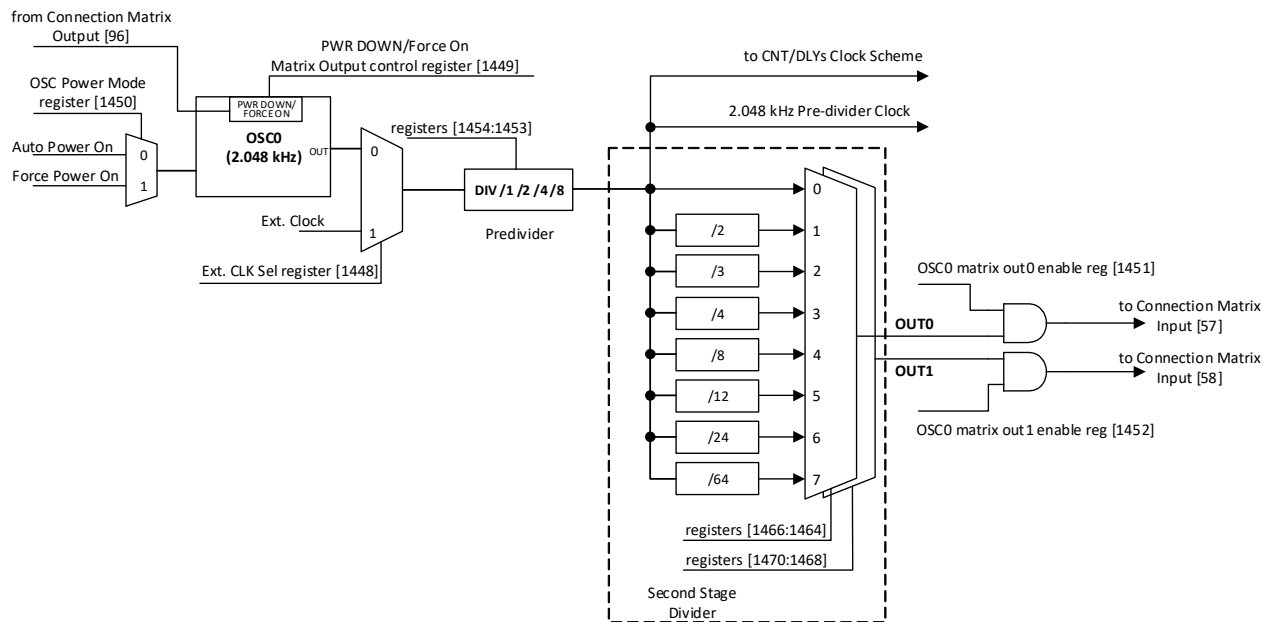 from Connection Matrix
Output [96]
PWR DOWN/Force On
Matrix Output control register [1449]
OSC Power Mode
register [1450]
PWR DOWN/
FORCE ON
OSC0
(2.048 kHz)
OUT
Auto Power On
0
Force Power On
1
0
Ext. Clock
1
Ext. CLK Sel register [1448]
registers [1454:1453]
DIV /1 /2 /4 /8
Predivider
to CNT/DLYs Clock Scheme
2.048 kHz Pre-divider Clock
0
/2
1
/3
2
/4
3
/8
4
/12
5
/24
6
/64
7
registers [1466:1464]
registers [1470:1468]
Second Stage
Divider
OSC0 matrix out0 enable reg [1451]
OUT0
to Connection Matrix
Input [57]
OUT1
to Connection Matrix
Input [58]
OSC0 matrix out1 enable reg [1452]